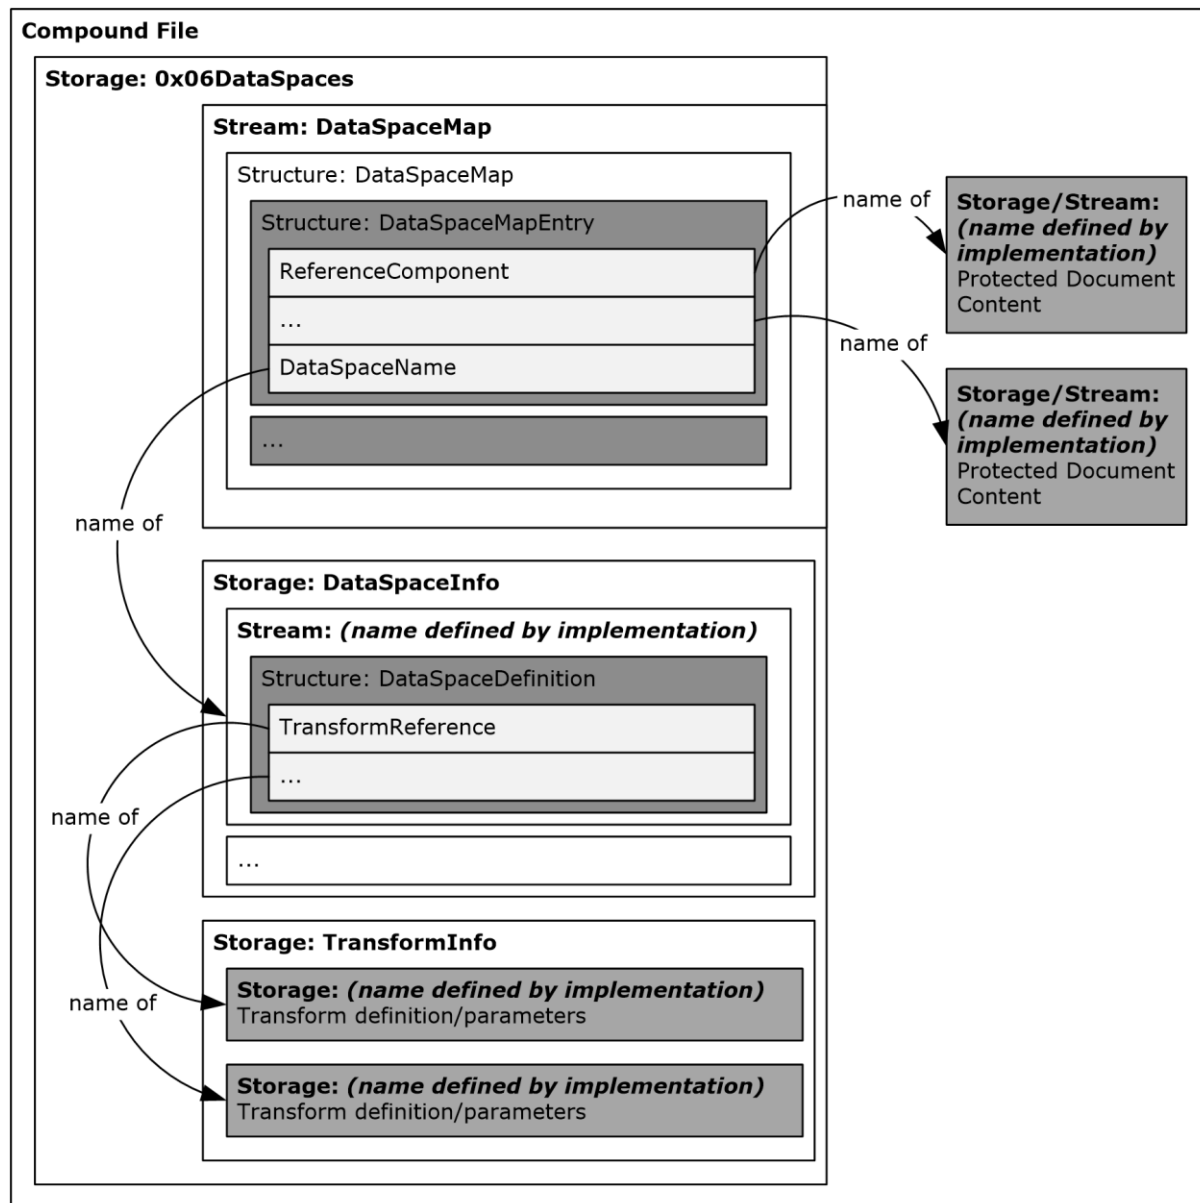 Compound File
Storage: 0x06DataSpaces
Stream: DataSpaceMap
Structure: DataSpaceMap
Structure: DataSpaceMapEntry
ReferenceComponent
...
DataSpaceName
...
name of
Storage/Stream:
(name defined by
implementation)
Protected Document
Content
name of
Storage/Stream:
(name defined by
implementation)
Protected Document
Content
name of
Storage: DataSpaceInfo
Stream: (name defined by implementation)
Structure: DataSpaceDefinition
TransformReference
...
...
name of
Storage: TransformInfo
Storage: (name defined by implementation)
Transform definition/parameters
name of
Storage: (name defined by implementation)
Transform definition/parameters